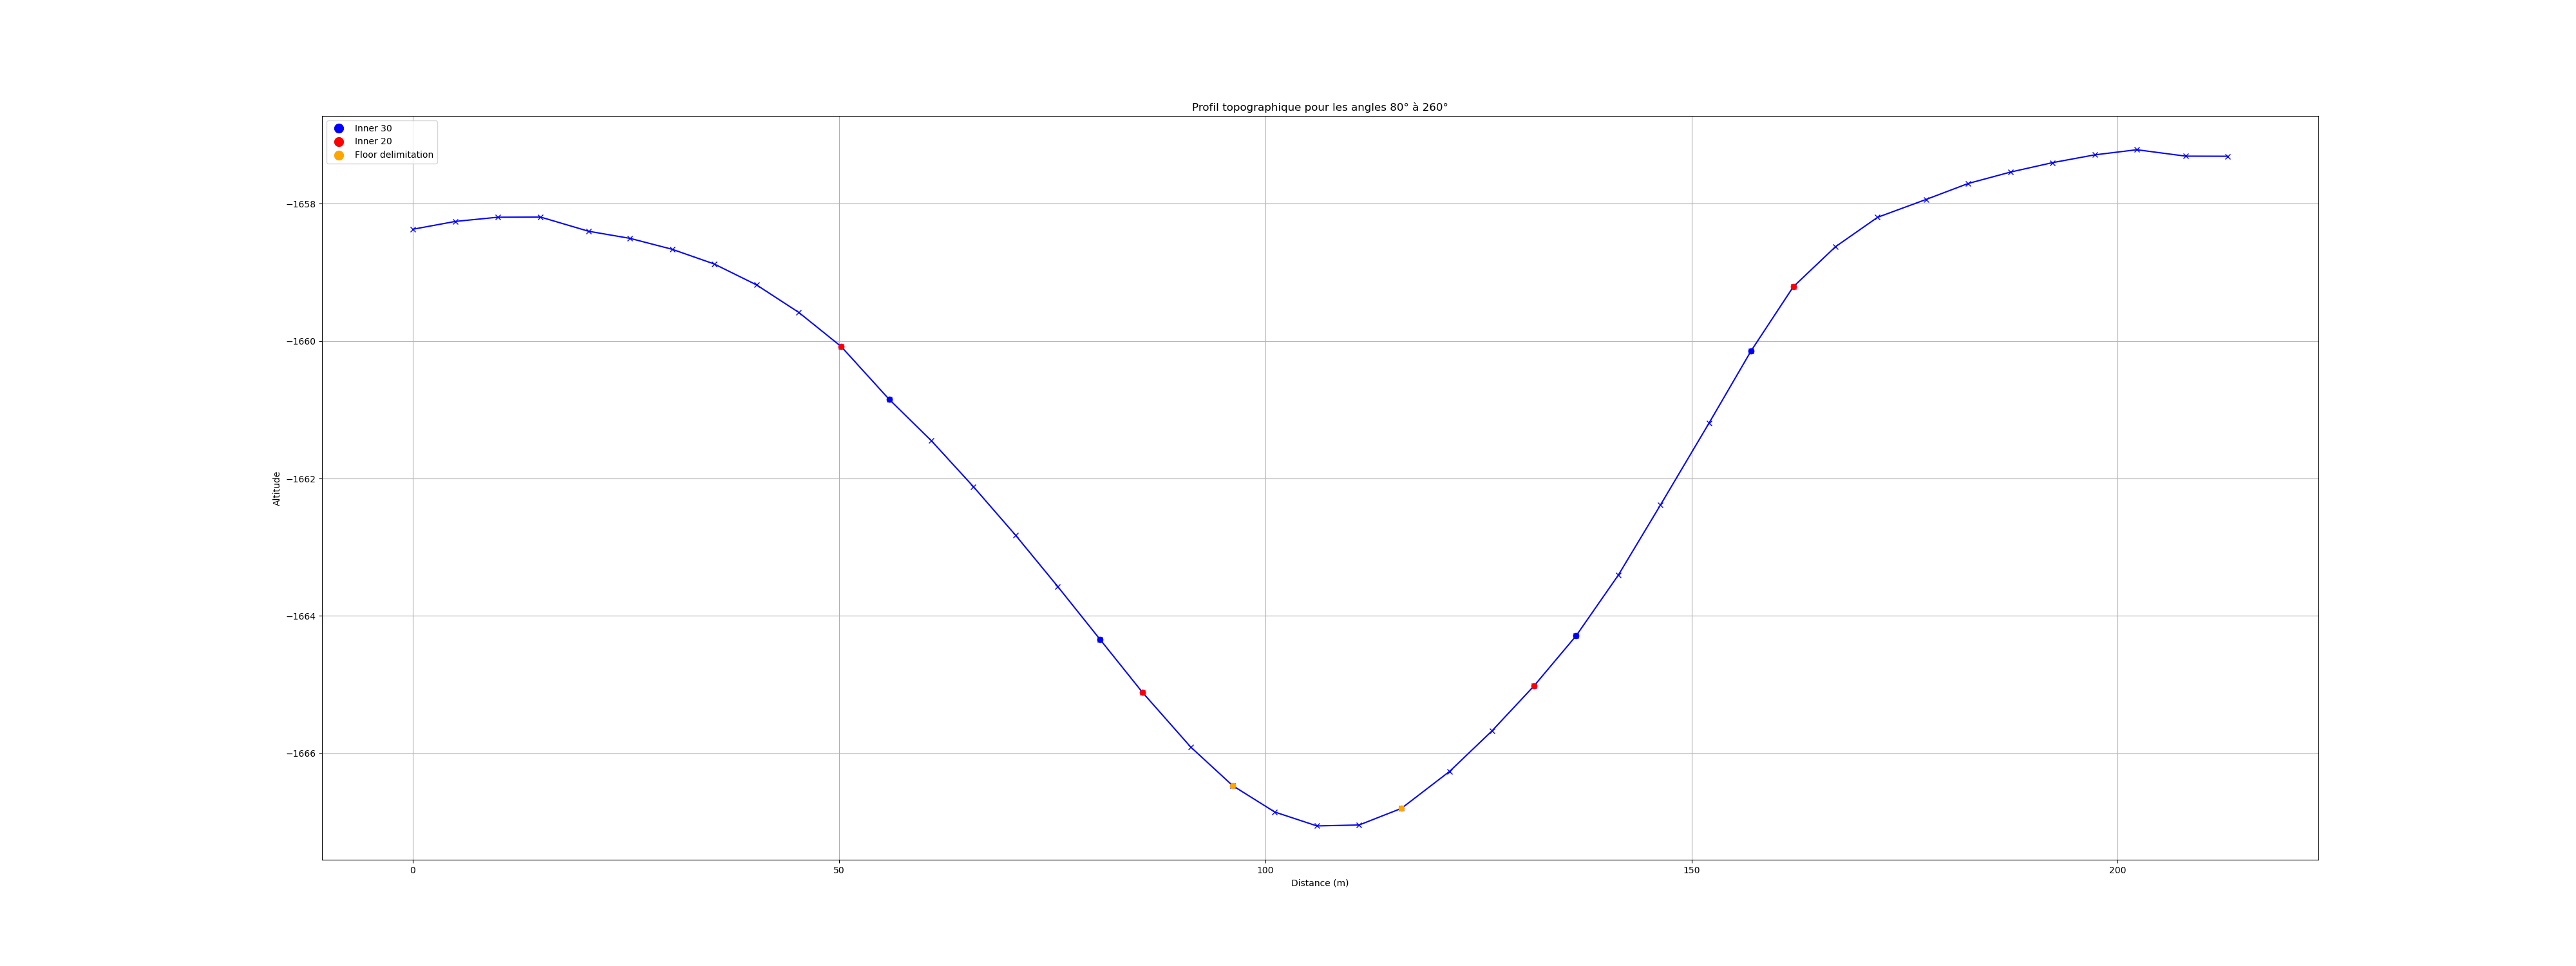 Profil topographique pour les angles 80° à 260°
Inner 30
Inner 20
Floor delimitation
−1658
−1660
−1662
−1664
−1666
Altitude
0 50 100 150 200
Distance (m)